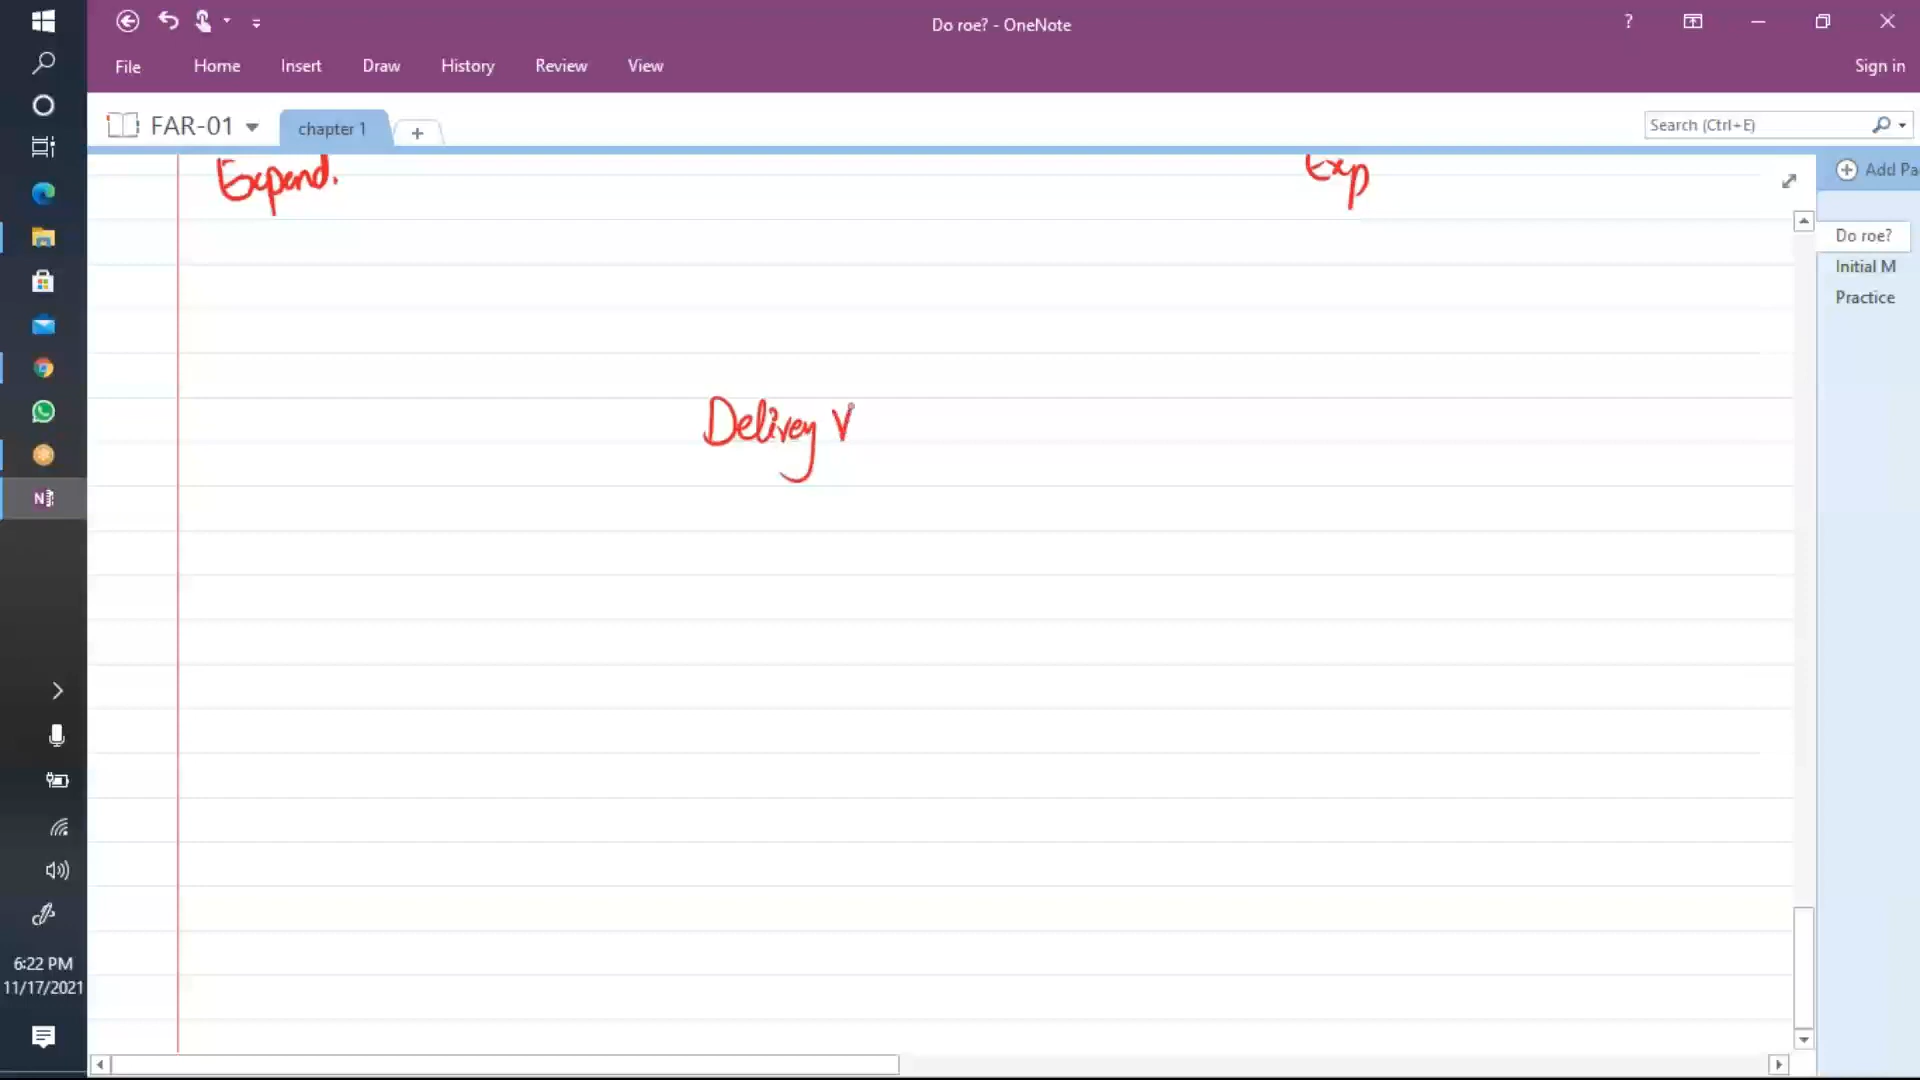 Do roe? - OneNote
?
File Home Insert Draw History Review View
Sign in
FAR-01 chapter 1 +
Search (Ctrl+E)
Expend.
Exp
Add Pa
Do roe?
Initial M
Practice
Delivey V
6:22 PM
11/17/2021